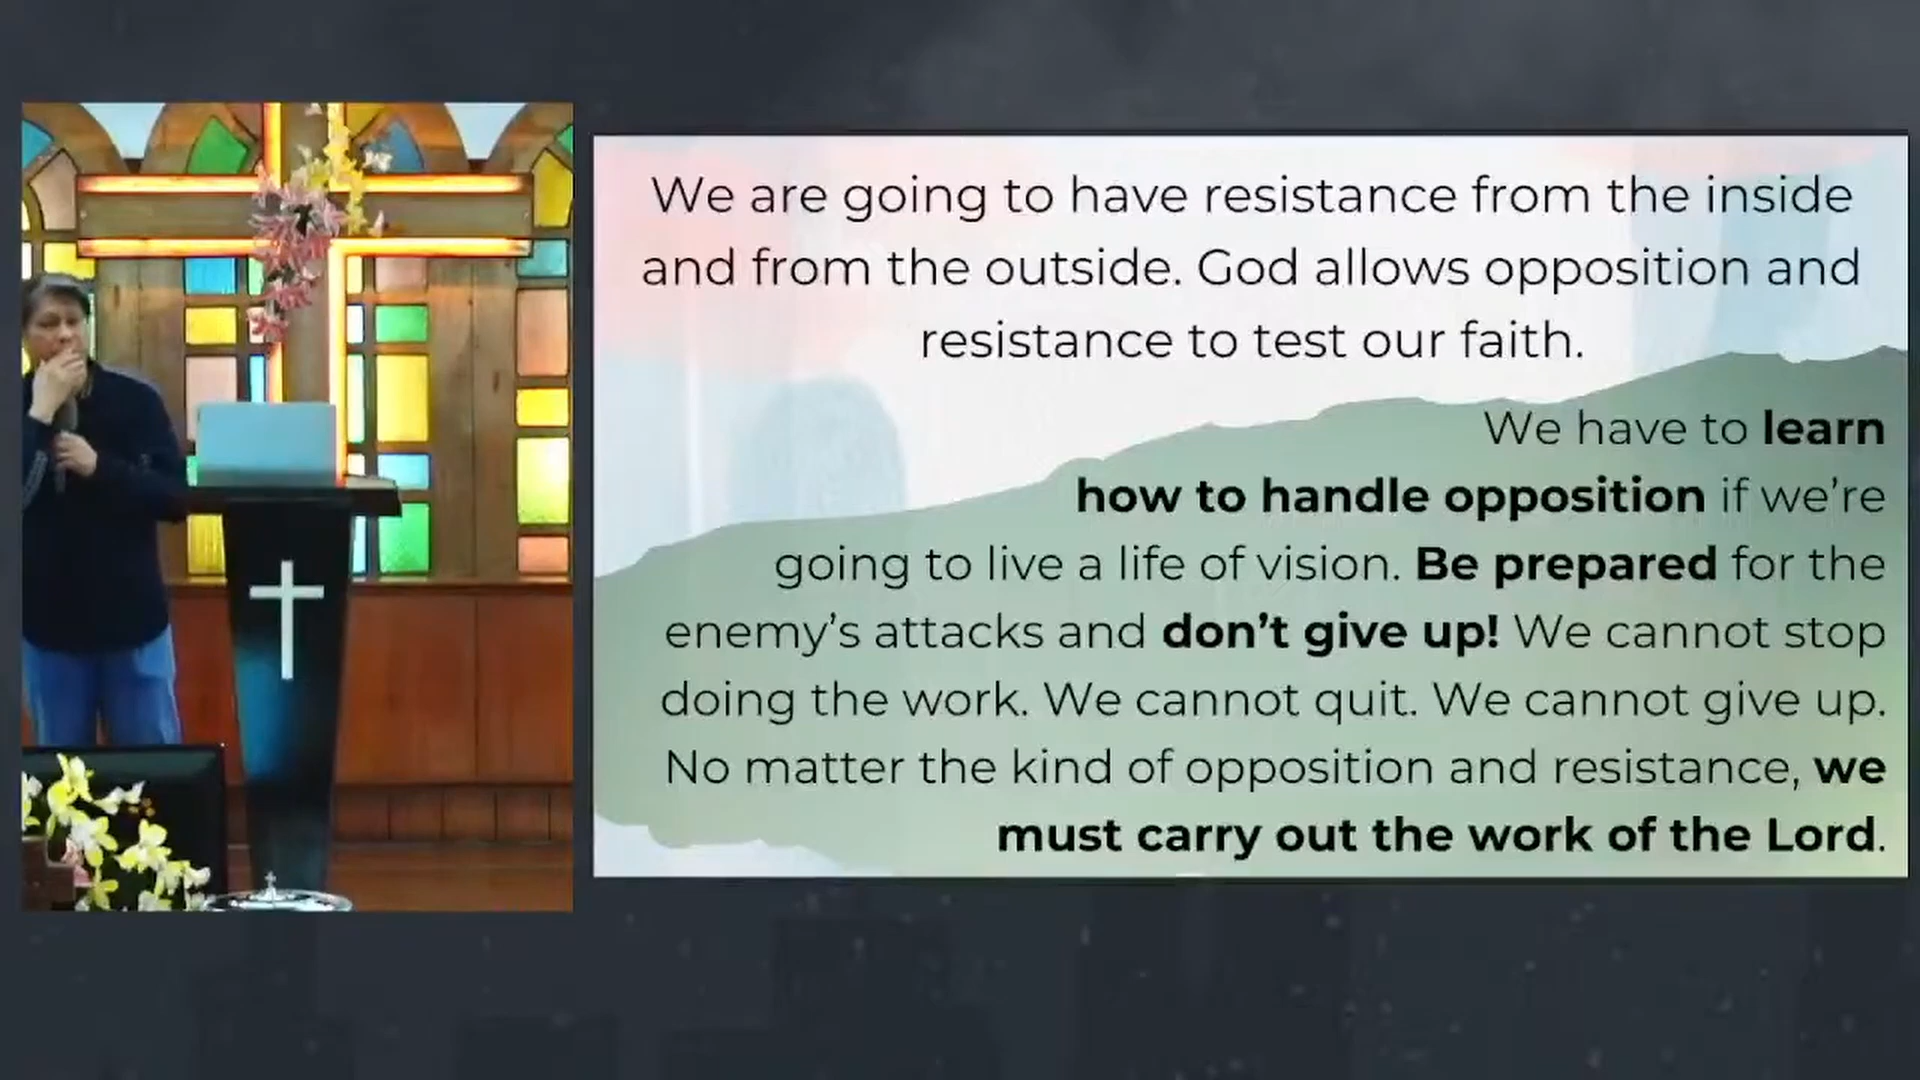 We are going to have resistance from the inside
and from the outside. God allows opposition and
resistance to test our faith.
We have to learn
how to handle opposition if we’re
going to live a life of vision. Be prepared for the
enemy’s attacks and don’t give up! We cannot stop
doing the work. We cannot quit. We cannot give up.
No matter the kind of opposition and resistance, we
must carry out the work of the Lord.